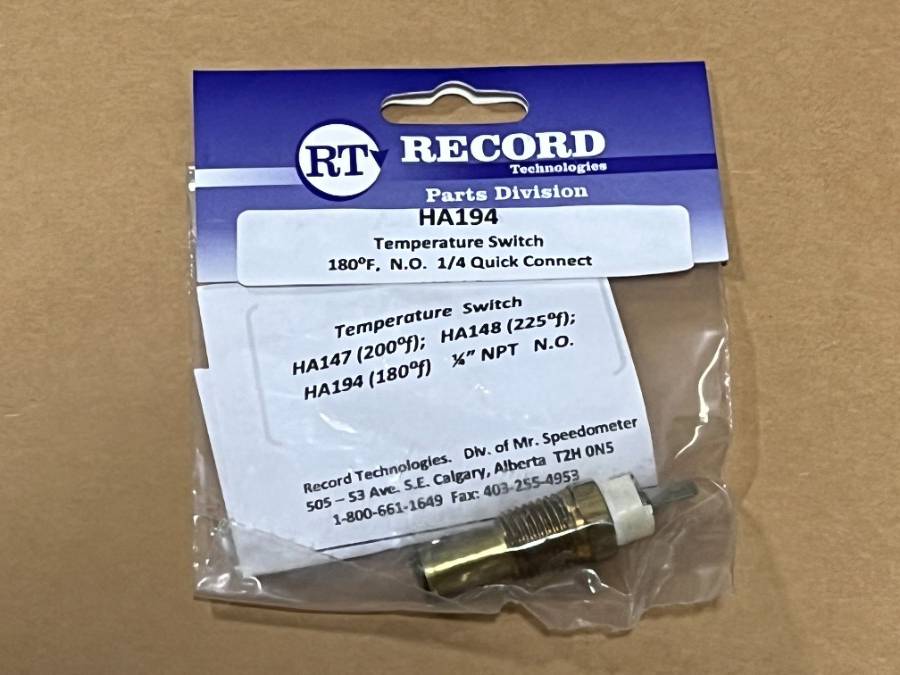 RT
RECORD
Technologies
Parts Division
HA194
Temperature Switch
180ºF, N.O. 1/4 Quick Connect
Temperature Switch
HA147 (200ºf); HA148 (225ºf);
HA194 (180ºf) ¼” NPT N.O.
Record Technologies. Div. of Mr. Speedometer
505 – 53 Ave. S.E. Calgary, Alberta T2H 0N5
1-800-661-1649 Fax: 403-255-4953